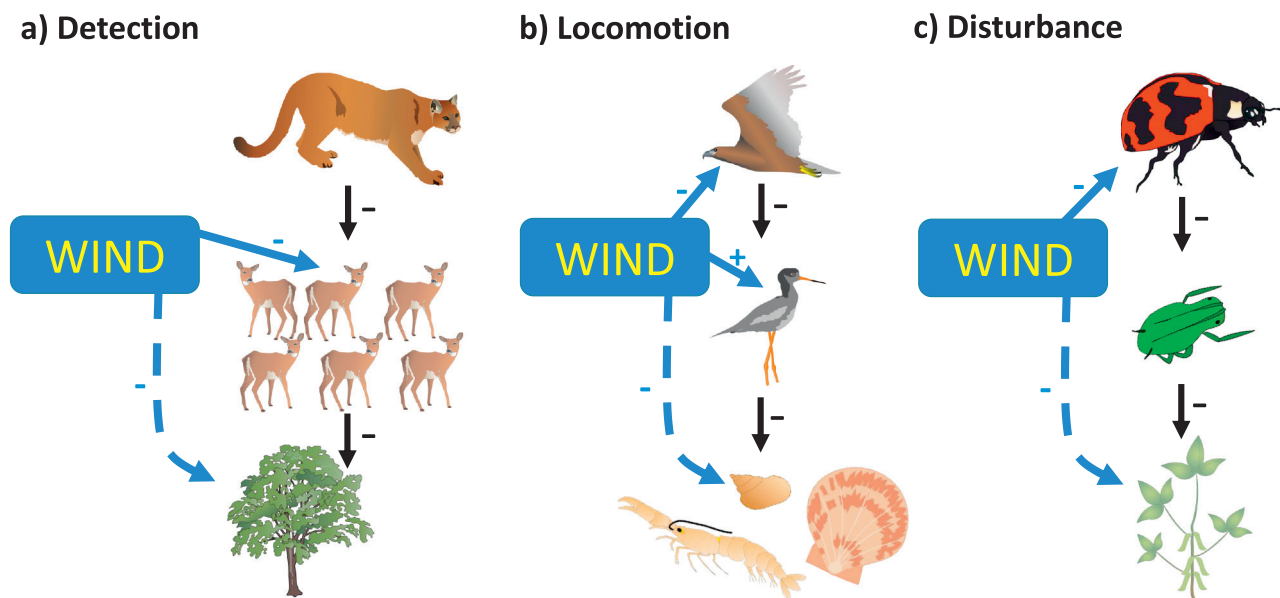 a) Detection
b) Locomotion
c) Disturbance
-
-
-
WIND
-
+
WIND
-
WIND
-
-
-
-
-
-
-
-